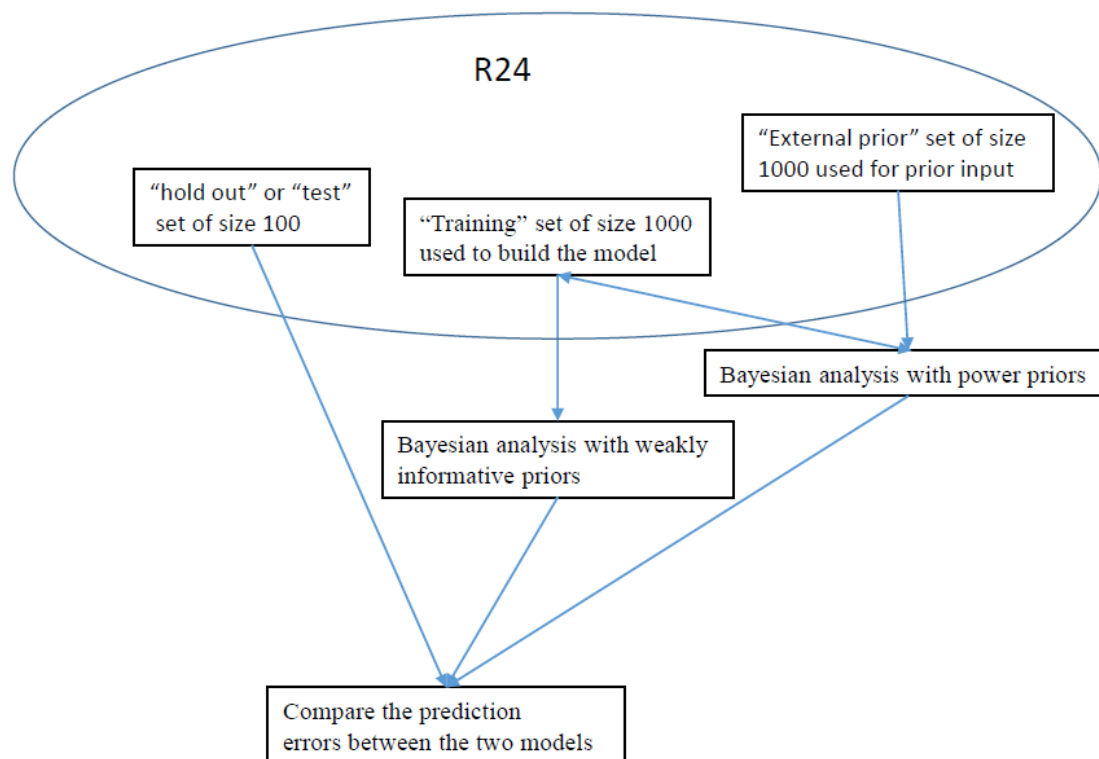 R24
“External prior” set of size
1000 used for prior input
“hold out” or “test”
set of size 100
“Training” set of size 1000
used to build the model
Bayesian analysis with power priors
Bayesian analysis with weakly
informative priors
Compare the prediction
errors between the two models